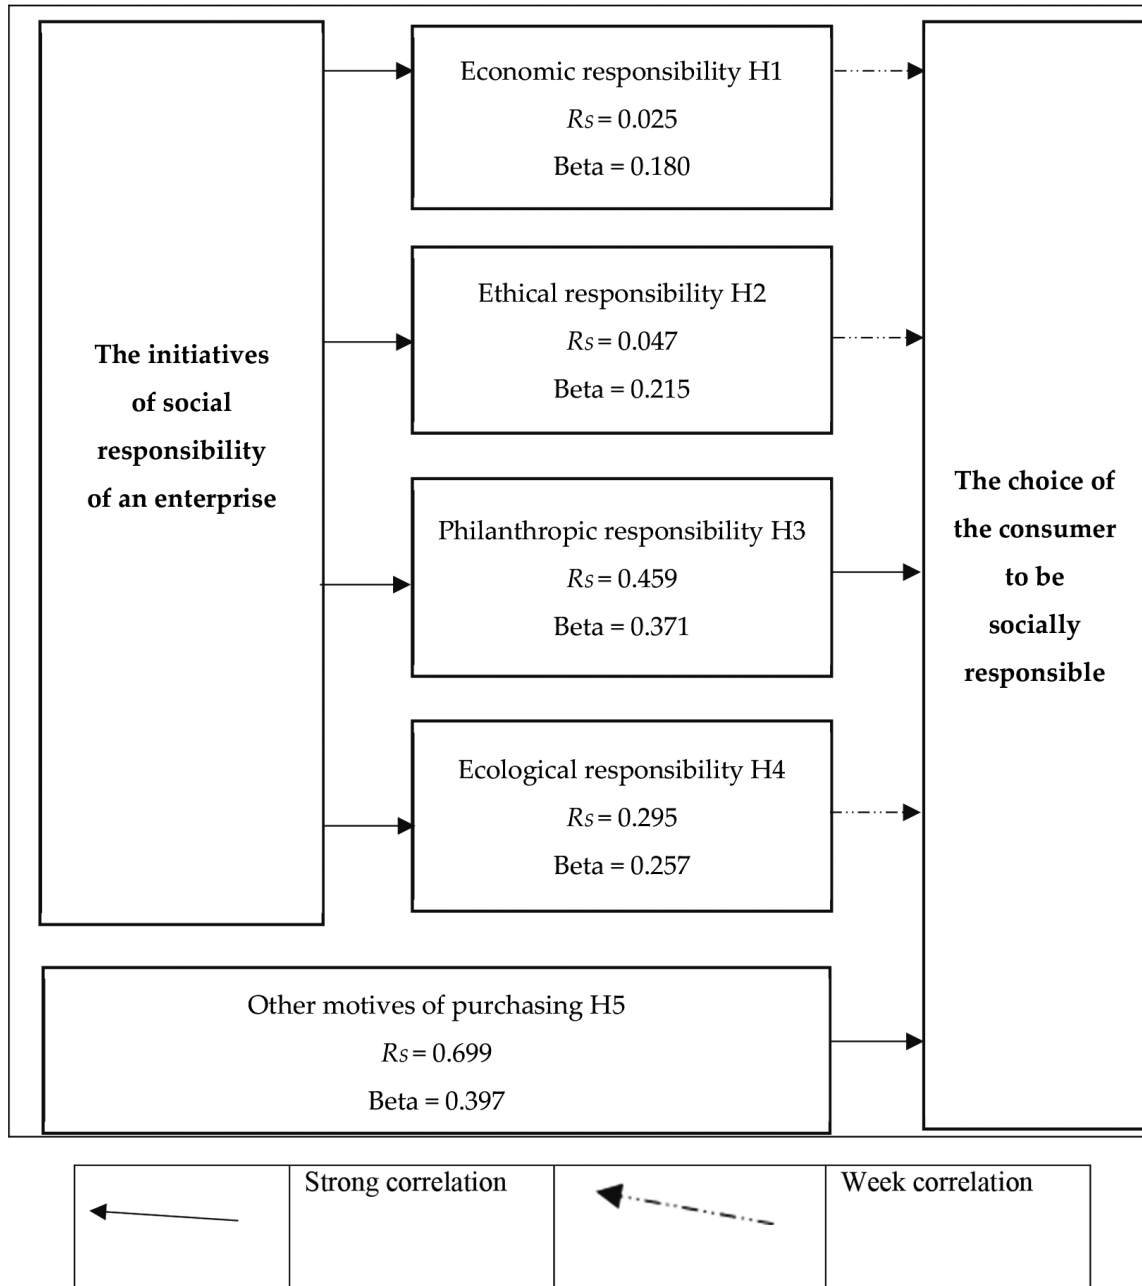 The initiatives
of social
responsibility
of an enterprise
Economic responsibility H1
Rs = 0.025
Beta = 0.180
Ethical responsibility H2
Rs = 0.047
Beta = 0.215
Philanthropic responsibility H3
Rs = 0.459
Beta = 0.371
Ecological responsibility H4
Rs = 0.295
Beta = 0.257
Other motives of purchasing H5
Rs = 0.699
Beta = 0.397
The choice of
the consumer
to be
socially
responsible
Strong correlation
Week correlation